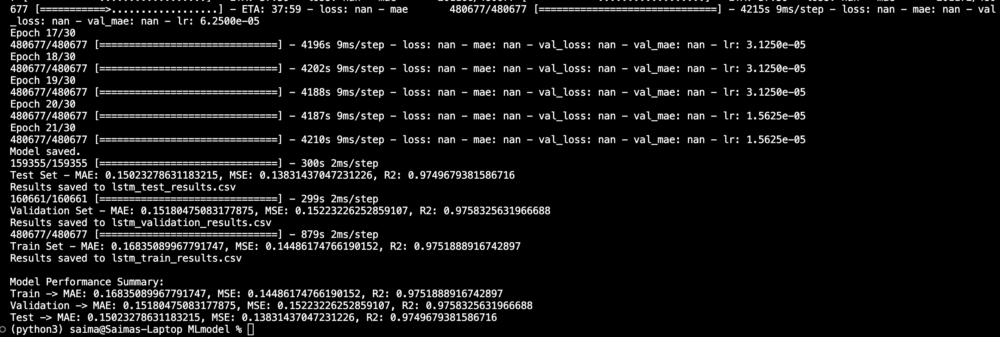 677 [===========>..................] - ETA: 37:59 - loss: nan - mae 480677/480677 [==============================] - 4215s 9ms/step - loss: nan - mae: nan - val
_loss: nan - val_mae: nan - lr: 6.2500e-05
Epoch 17/30
480677/480677 [==============================] - 4196s 9ms/step - loss: nan - mae: nan - val_loss: nan - val_mae: nan - lr: 3.1250e-05
Epoch 18/30
480677/480677 [==============================] - 4202s 9ms/step - loss: nan - mae: nan - val_loss: nan - val_mae: nan - lr: 3.1250e-05
Epoch 19/30
480677/480677 [==============================] - 4188s 9ms/step - loss: nan - mae: nan - val_loss: nan - val_mae: nan - lr: 3.1250e-05
Epoch 20/30
480677/480677 [==============================] - 4187s 9ms/step - loss: nan - mae: nan - val_loss: nan - val_mae: nan - lr: 1.5625e-05
Epoch 21/30
480677/480677 [==============================] - 4210s 9ms/step - loss: nan - mae: nan - val_loss: nan - val_mae: nan - lr: 1.5625e-05
Model saved.
159355/159355 [==============================] - 300s 2ms/step
Test Set - MAE: 0.15023278631183215, MSE: 0.13831437047231226, R2: 0.9749679381586716
Results saved to lstm_test_results.csv
160661/160661 [==============================] - 299s 2ms/step
Validation Set - MAE: 0.15180475083177875, MSE: 0.15223226252859107, R2: 0.9758325631966688
Results saved to lstm_validation_results.csv
480677/480677 [==============================] - 879s 2ms/step
Train Set - MAE: 0.16835089967791747, MSE: 0.14486174766190152, R2: 0.9751888916742897
Results saved to lstm_train_results.csv
Model Performance Summary:
Train -> MAE: 0.16835089967791747, MSE: 0.14486174766190152, R2: 0.9751888916742897
Validation -> MAE: 0.15180475083177875, MSE: 0.15223226252859107, R2: 0.9758325631966688
Test -> MAE: 0.15023278631183215, MSE: 0.13831437047231226, R2: 0.9749679381586716
(python3) saima@Saimas-Laptop MLmodel %